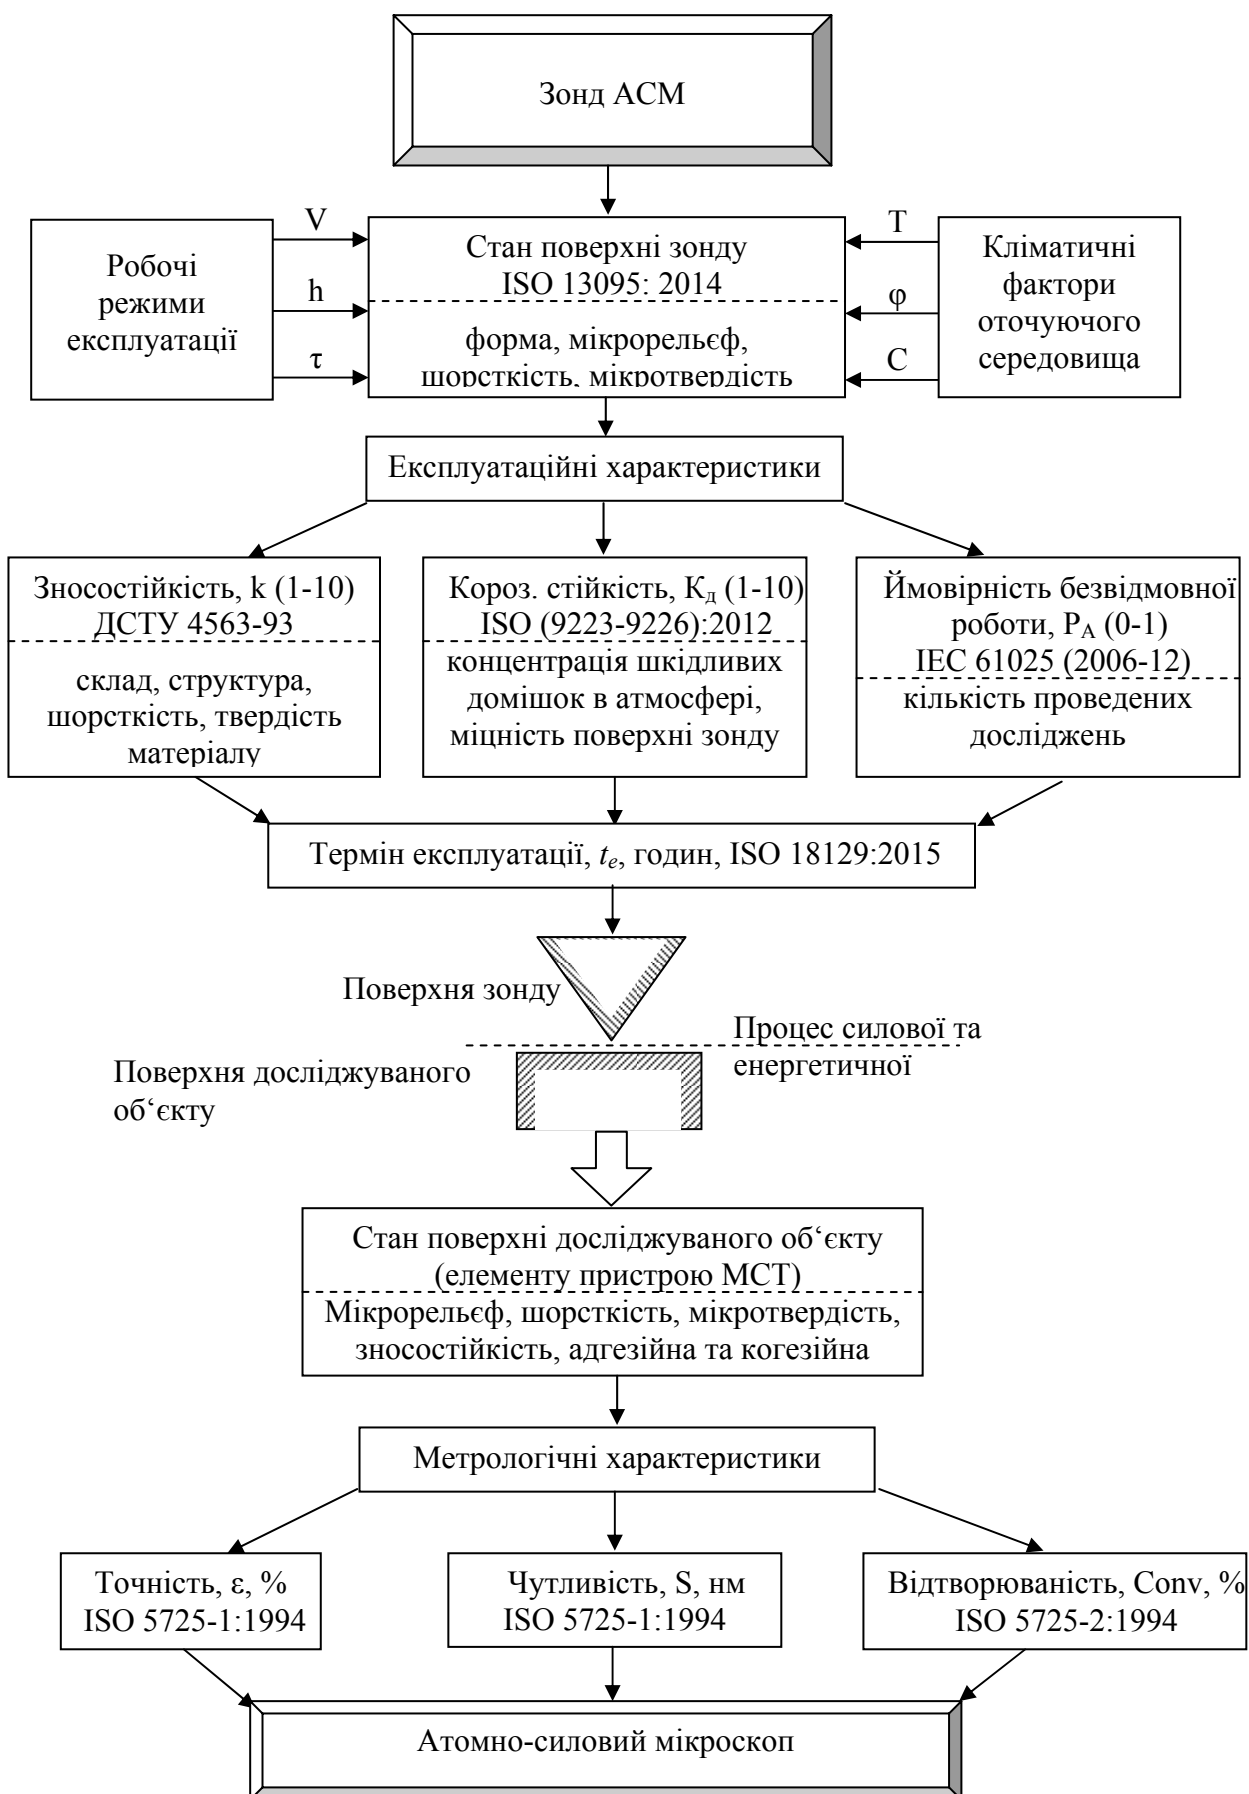 Зонд АСМ
V
h
τ
Робочі
режими
експлуатації
Стан поверхні зонду
ISO 13095: 2014
форма, мікрорельєф,
шорсткість, мікротвердість
T
φ
C
Кліматичні
фактори
оточуючого
середовища
Експлуатаційні характеристики
Зносостійкість, k (1-10)
ДСТУ 4563-93
склад, структура,
шорсткість, твердість
матеріалу
Короз. стійкість, Kд (1-10)
ISO (9223-9226):2012
концентрація шкідливих
домішок в атмосфері,
міцність поверхні зонду
Ймовірність безвідмовної
роботи, PA (0-1)
IEC 61025 (2006-12)
кількість проведених
досліджень
Термін експлуатації, te, годин, ISO 18129:2015
Поверхня зонду
Процес силової та
енергетичної
Поверхня досліджуваного
об‘єкту
Стан поверхні досліджуваного об‘єкту
(елементу пристрою МСТ)
Мікрорельєф, шорсткість, мікротвердість,
зносостійкість, адгезійна та когезійна
Метрологічні характеристики
Точність, ε, %
ISO 5725-1:1994
Чутливість, S, нм
ISO 5725-1:1994
Відтворюваність, Conv, %
ISO 5725-2:1994
Атомно-силовий мікроскоп